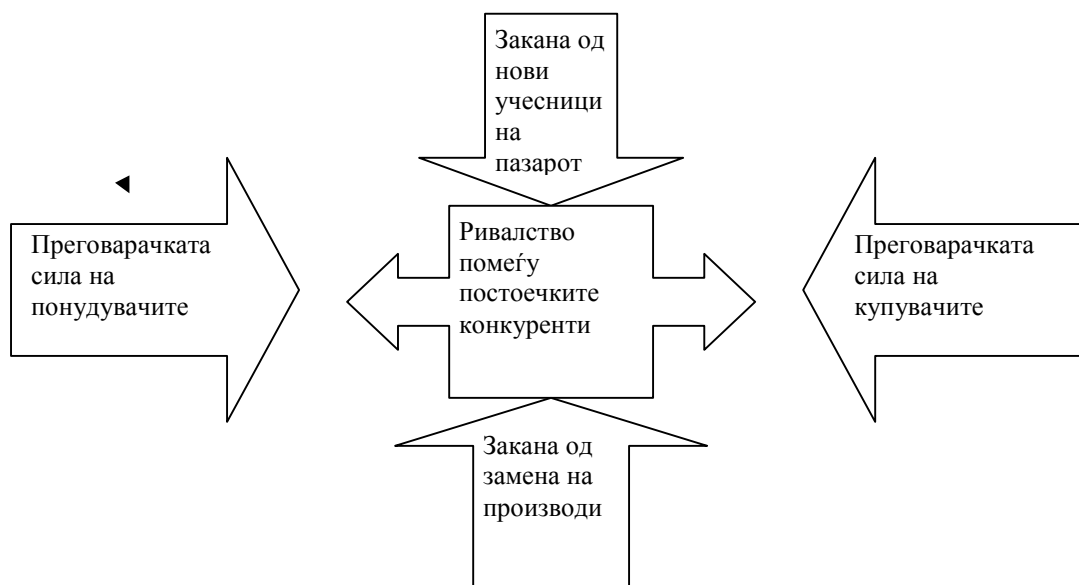 Закана од
нови
учесници
на
пазарот
Преговарачката
сила на
понудувачите
Ривалство
помеѓу
постоечките
конкуренти
Преговарачката
сила на
купувачите
Закана од
замена на
производи